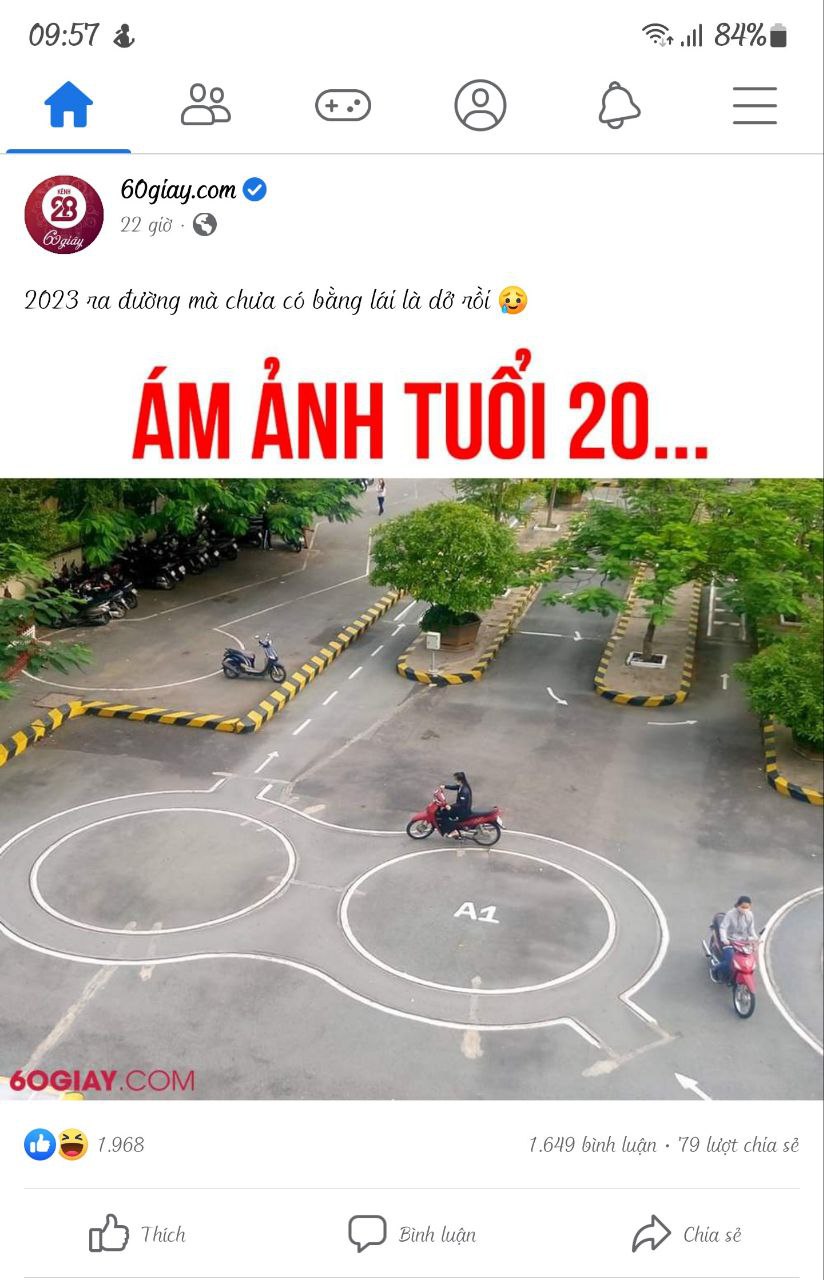 09:57
84%
KÊNH
28
60giây
60giay.com
22 giờ ·
2023 ra đường mà chưa có bằng lái là dở rồi 🥲
ÁM ẢNH TUỔI 20...
A1
60GIAY.COM
1.968
1.649 bình luận • 79 lượt chia sẻ
Thích
Bình luận
Chia sẻ